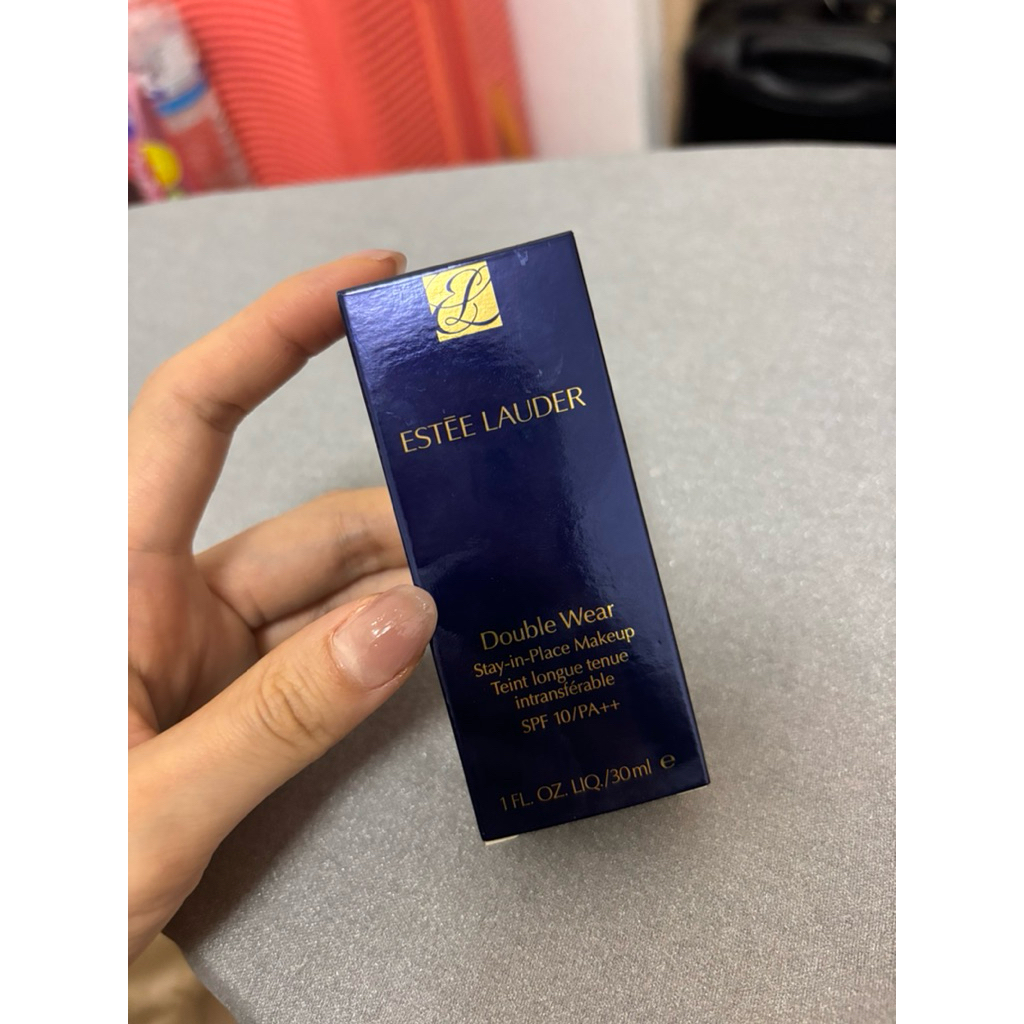 EL
ESTĒE LAUDER
Double Wear
Stay-in-Place Makeup
Teint longue tenue
intransférable
SPF 10/PA++
1 FL. OZ. LIQ./30ml e